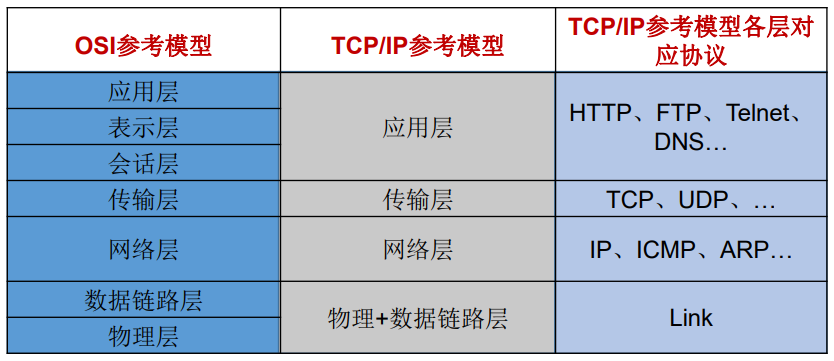 OSI参考模型
TCP/IP参考模型
TCP/IP参考模型各层对
应协议
应用层
表示层
会话层
应用层
HTTP、FTP、Telnet、
DNS…
传输层
传输层
TCP、UDP、…
网络层
网络层
IP、ICMP、ARP…
数据链路层
物理层
物理+数据链路层
Link